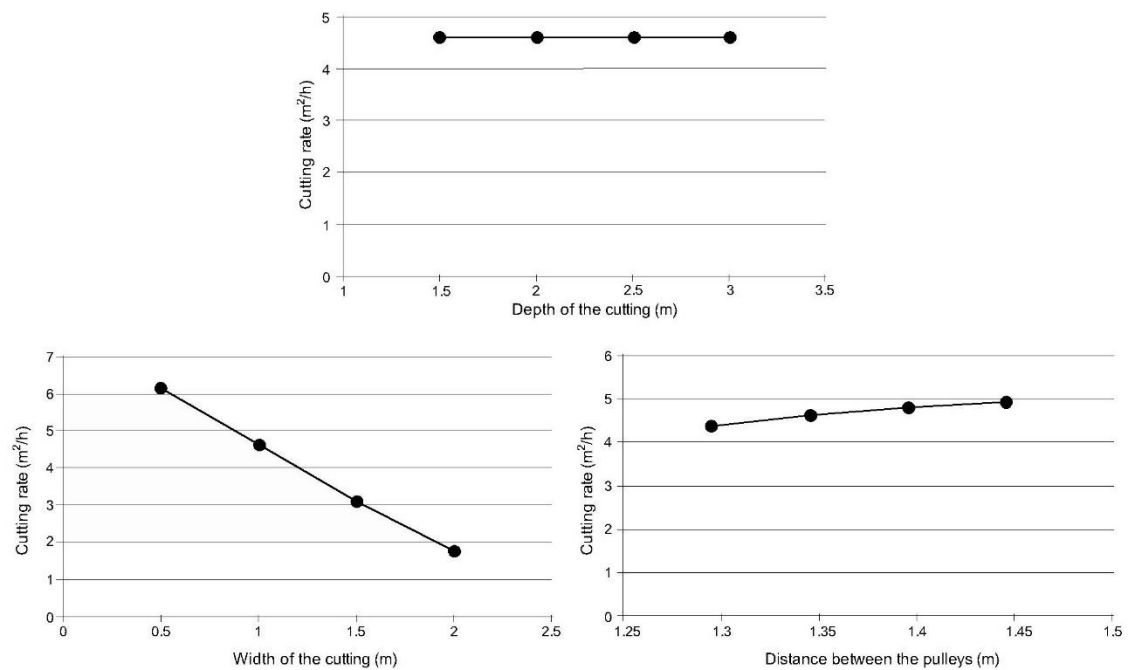 5
4
3
2
1
0
Cutting rate (m²/h)
1 1.5 2 2.5 3 3.5
Depth of the cutting (m)
7
6
5
4
3
2
1
0
Cutting rate (m²/h)
0 0.5 1 1.5 2 2.5
Width of the cutting (m)
6
5
4
3
2
1
0
Cutting rate (m²/h)
1.25 1.3 1.35 1.4 1.45 1.5
Distance between the pulleys (m)